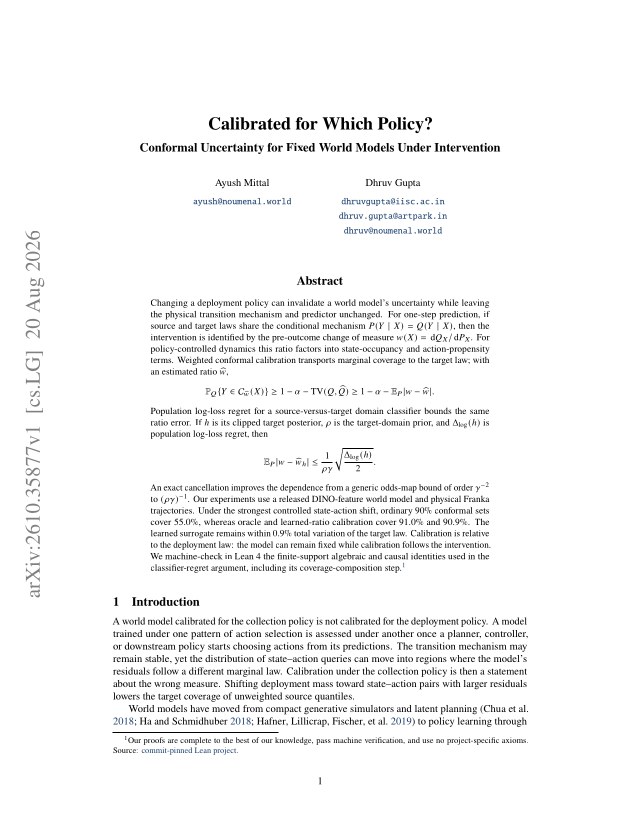 Calibrated for Which Policy?
Conformal Uncertainty for Fixed World Models Under Intervention
Ayush Mittal
ayush@noumenal.world
Dhruv Gupta
dhruvgupta@iisc.ac.in
dhruv.gupta@artpark.in
dhruv@noumenal.world
arXiv:2610.35877v1 [cs.LG] 20 Aug 2026
Abstract
Changing a deployment policy can invalidate a world model's uncertainty while leaving
the physical transition mechanism and predictor unchanged. For one-step prediction, if
source and target laws share the conditional mechanism P(Y | X) = Q(Y | X), then the
intervention is identified by the pre-outcome change of measure w(X) = dQ_X/dP_X. For
policy-controlled dynamics this ratio factors into state-occupancy and action-propensity
terms. Weighted conformal calibration transports marginal coverage to the target law; with
an estimated ratio ŵ,
ℙ_Q{Y ∈ C_ŵ(X)} ≥ 1 − α − TV(Q, Q̂) ≥ 1 − α − 𝔼_P|w − ŵ|.
Population log-loss regret for a source-versus-target domain classifier bounds the same
ratio error. If h is its clipped target posterior, ρ is the target-domain prior, and Δ_log(h) is
population log-loss regret, then
𝔼_P|w − ŵ_h| ≤ 1/(ργ) √(Δ_log(h)/2).
An exact cancellation improves the dependence from a generic odds-map bound of order γ⁻²
to (ργ)⁻¹. Our experiments use a released DINO-feature world model and physical Franka
trajectories. Under the strongest controlled state-action shift, ordinary 90% conformal sets
cover 55.0%, whereas oracle and learned-ratio calibration cover 91.0% and 90.9%. The
learned surrogate remains within 0.9% total variation of the target law. Calibration is relative
to the deployment law: the model can remain fixed while calibration follows the intervention.
We machine-check in Lean 4 the finite-support algebraic and causal identities used in the
classifier-regret argument, including its coverage-composition step.¹
1 Introduction
A world model calibrated for the collection policy is not calibrated for the deployment policy. A model
trained under one pattern of action selection is assessed under another once a planner, controller,
or downstream policy starts choosing actions from its predictions. The transition mechanism may
remain stable, yet the distribution of state–action queries can move into regions where the model's
residuals follow a different marginal law. Calibration under the collection policy is then a statement
about the wrong measure. Shifting deployment mass toward state–action pairs with larger residuals
lowers the target coverage of unweighted source quantiles.
World models have moved from compact generative simulators and latent planning (Chua et al.
2018; Ha and Schmidhuber 2018; Hafner, Lillicrap, Fischer, et al. 2019) to policy learning through
¹Our proofs are complete to the best of our knowledge, pass machine verification, and use no project-specific axioms.
Source: commit-pinned Lean project.
1